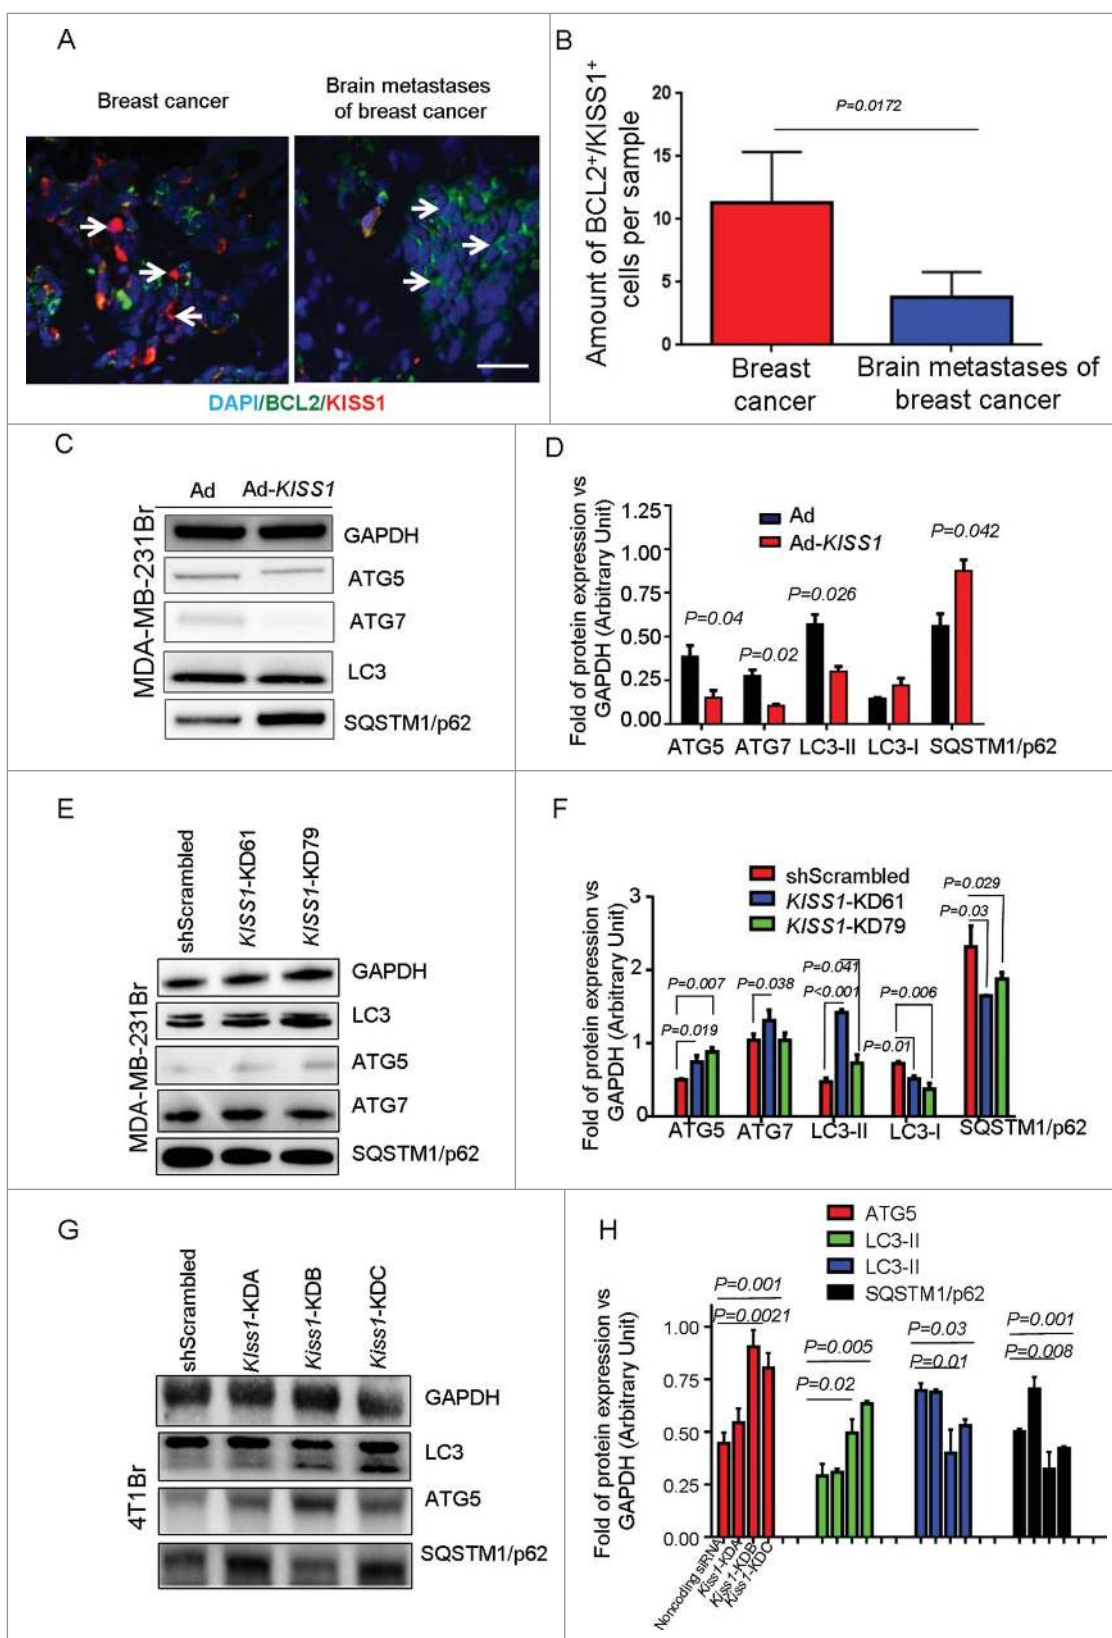 A
Breast cancer
Brain metastases
of breast cancer
DAPI/BCL2/KISS1
B
Amount of BCL2⁺/KISS1⁺
cells per sample
20
15
10
5
0
P=0.0172
Breast
cancer
Brain metastases of
breast cancer
C
Ad
Ad-KISS1
MDA-MB-231Br
GAPDH
ATG5
ATG7
LC3
SQSTM1/p62
D
Fold of protein expression vs
GAPDH (Arbitrary Unit)
1.25
1.00
0.75
0.50
0.25
0.00
Ad
Ad-KISS1
P=0.04
P=0.02
P=0.026
P=0.042
ATG5
ATG7
LC3-II
LC3-I
SQSTM1/p62
E
shScrambled
KISS1-KD61
KISS1-KD79
MDA-MB-231Br
GAPDH
LC3
ATG5
ATG7
SQSTM1/p62
F
Fold of protein expression vs
GAPDH (Arbitrary Unit)
3
2
1
0
shScrambled
KISS1-KD61
KISS1-KD79
P=0.007
P=0.019
P=0.038
P=0.041
P<0.001
P=0.006
P=0.01
P=0.029
P=0.03
ATG5
ATG7
LC3-II
LC3-I
SQSTM1/p62
G
shScrambled
Kiss1-KDA
Kiss1-KDB
Kiss1-KDC
4T1Br
GAPDH
LC3
ATG5
SQSTM1/p62
H
ATG5
LC3-II
LC3-II
SQSTM1/p62
Fold of protein expression vs
GAPDH (Arbitrary Unit)
1.00
0.75
0.50
0.25
0.00
P=0.001
P=0.0021
P=0.005
P=0.02
P=0.03
P=0.01
P=0.001
P=0.008
Noncoding siRNA
Kiss1-KDA
Kiss1-KDB
Kiss1-KDC